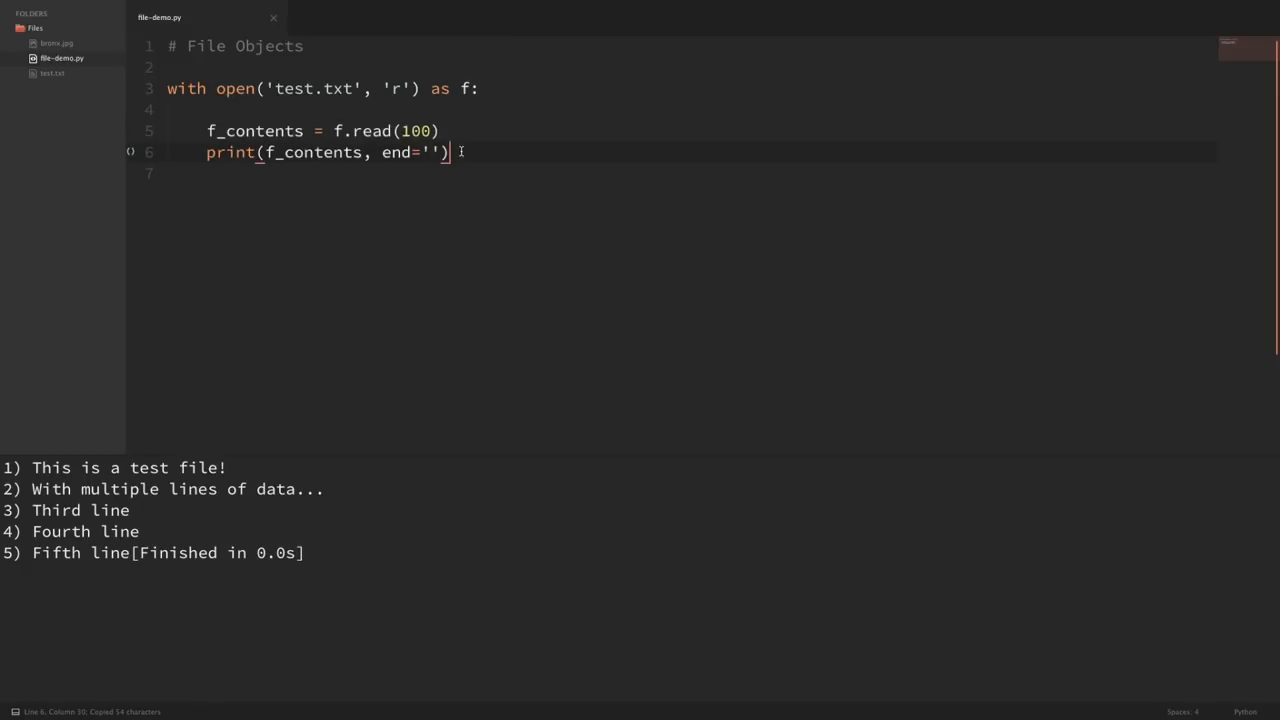 FOLDERS
Files
bronx.jpg
file-demo.py
test.txt
file-demo.py ×
1 # File Objects
2
3 with open('test.txt', 'r') as f:
4
5     f_contents = f.read(100)
6     print(f_contents, end='')
7
1) This is a test file!
2) With multiple lines of data...
3) Third line
4) Fourth line
5) Fifth line[Finished in 0.0s]
Line 6, Column 30; Copied 54 characters Spaces: 4 Python